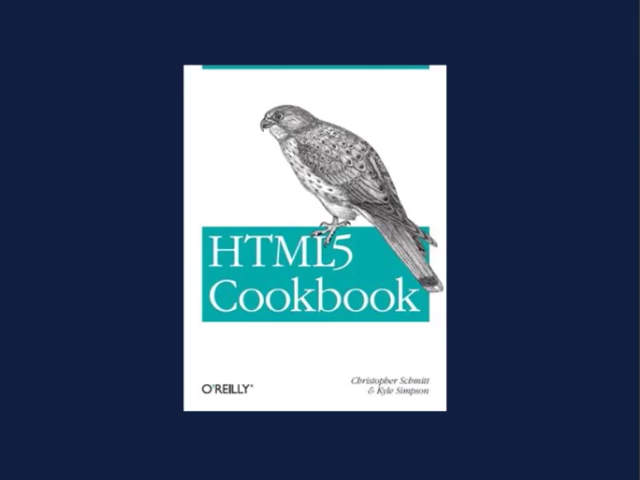 HTML5
Cookbook
O'REILLY®
Christopher Schmitt
& Kyle Simpson